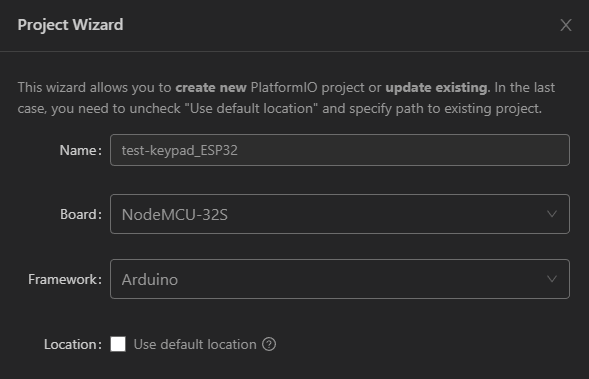 Project Wizard
This wizard allows you to create new PlatformIO project or update existing. In the last
case, you need to uncheck "Use default location" and specify path to existing project.
Name: test-keypad_ESP32
Board: NodeMCU-32S
Framework: Arduino
Location: Use default location ?